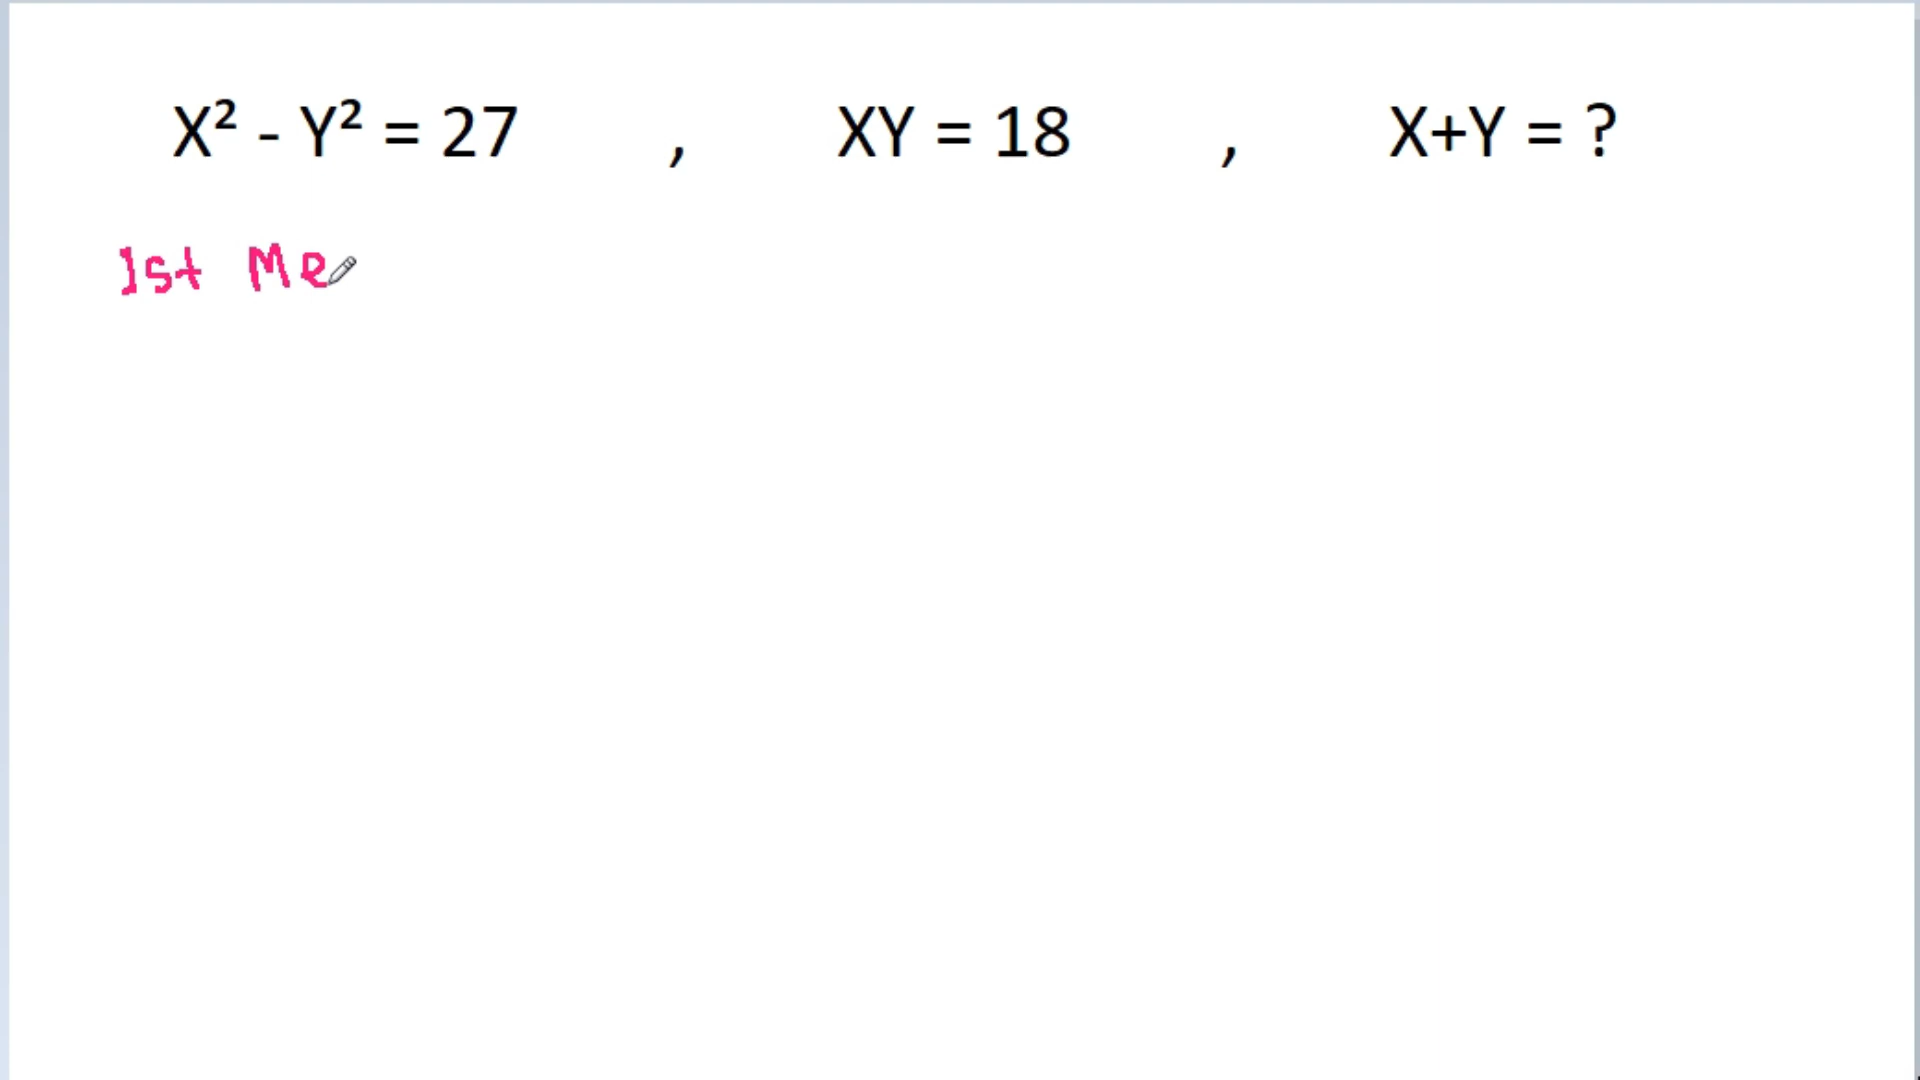 X² - Y² = 27 , XY = 18 , X+Y = ?
1st Me